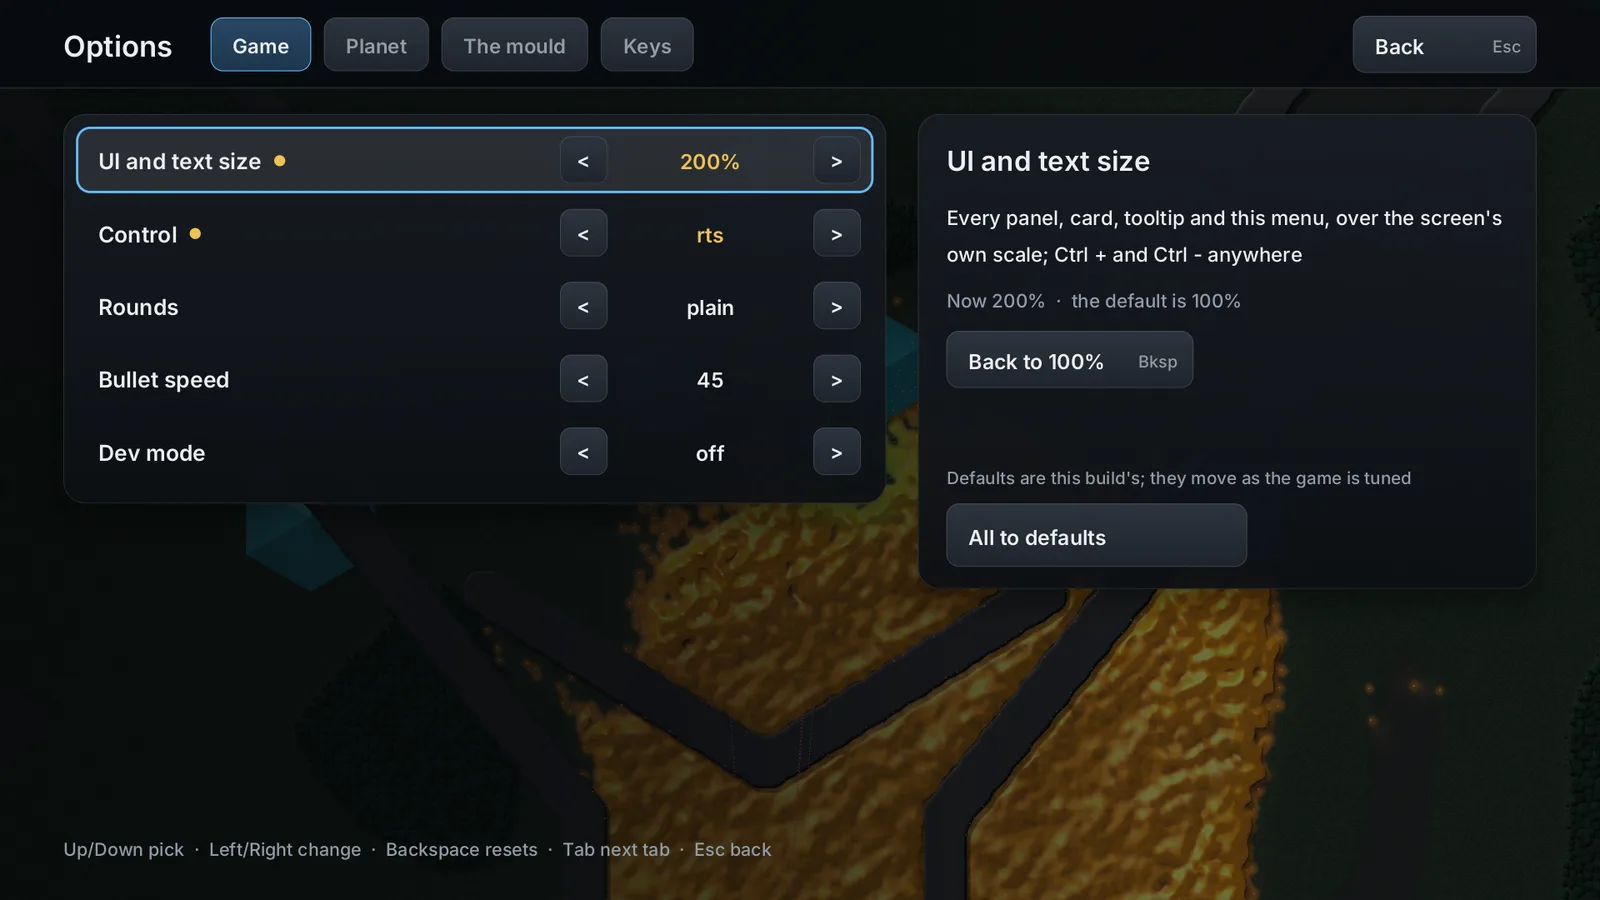 Options
Game
Planet
The mould
Keys
Back Esc
UI and text size
< 200% >
Control
< rts >
Rounds
< plain >
Bullet speed
< 45 >
Dev mode
< off >
UI and text size
Every panel, card, tooltip and this menu, over the screen's
own scale; Ctrl + and Ctrl - anywhere
Now 200% · the default is 100%
Back to 100% Bksp
Defaults are this build's; they move as the game is tuned
All to defaults
Up/Down pick · Left/Right change · Backspace resets · Tab next tab · Esc back